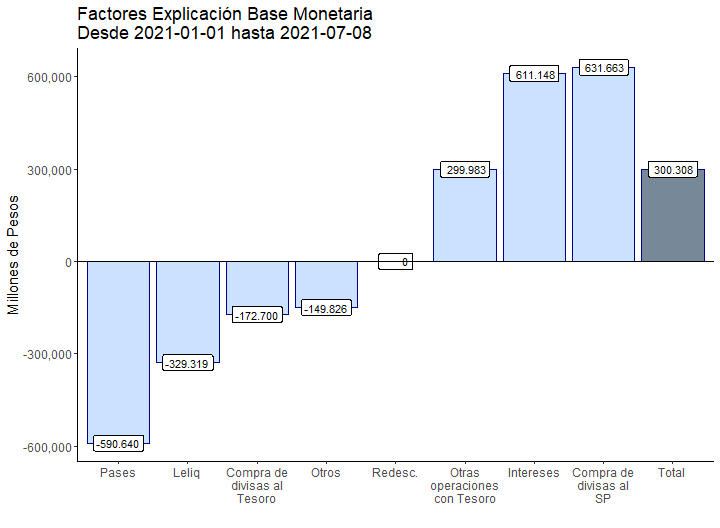 Factores Explicación Base Monetaria
Desde 2021-01-01 hasta 2021-07-08
Millones de Pesos
600,000
300,000
0
-300,000
-600,000
-590.640
-329.319
-172.700
-149.826
0
299.983
611.148
631.663
300.308
Pases
Leliq
Compra de
divisas al
Tesoro
Otros
Redesc.
Otras
operaciones
con Tesoro
Intereses
Compra de
divisas al
SP
Total